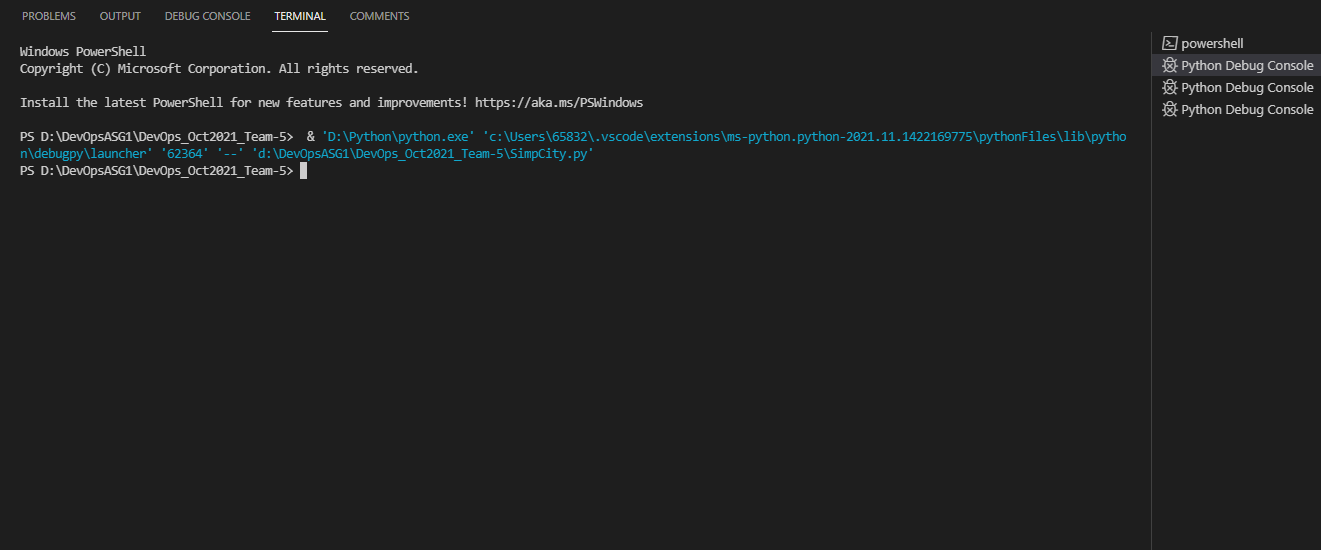 PROBLEMS OUTPUT DEBUG CONSOLE TERMINAL COMMENTS
Windows PowerShell
Copyright (C) Microsoft Corporation. All rights reserved.
Install the latest PowerShell for new features and improvements! https://aka.ms/PSWindows
PS D:\DevOpsASG1\DevOps_Oct2021_Team-5>  & 'D:\Python\python.exe' 'c:\Users\65832\.vscode\extensions\ms-python.python-2021.11.1422169775\pythonFiles\lib\pytho
n\debugpy\launcher' '62364' '--' 'd:\DevOpsASG1\DevOps_Oct2021_Team-5\SimpCity.py'
PS D:\DevOpsASG1\DevOps_Oct2021_Team-5>
powershell
Python Debug Console
Python Debug Console
Python Debug Console